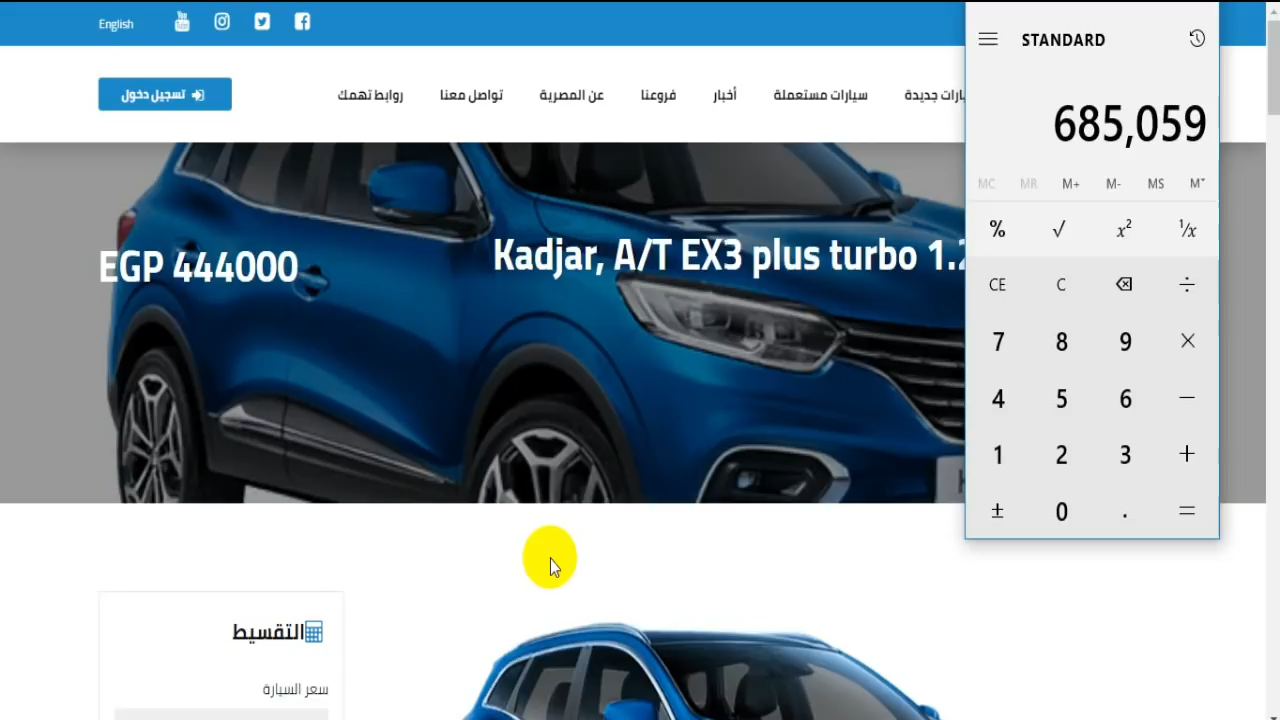 English
سيارات مستعملة
أخبار
فروعنا
عن المصرية
تواصل معنا
روابط تهمك
تسجيل دخول
EGP 444000
Kadjar, A/T EX3 plus turbo
التقسيط
سعر السيارة
STANDARD
685,059
MC MR M+ M- MS M˅
% √ x² ¹/x
CE C ÷
7 8 9 ×
4 5 6 −
1 2 3 +
± 0 . =